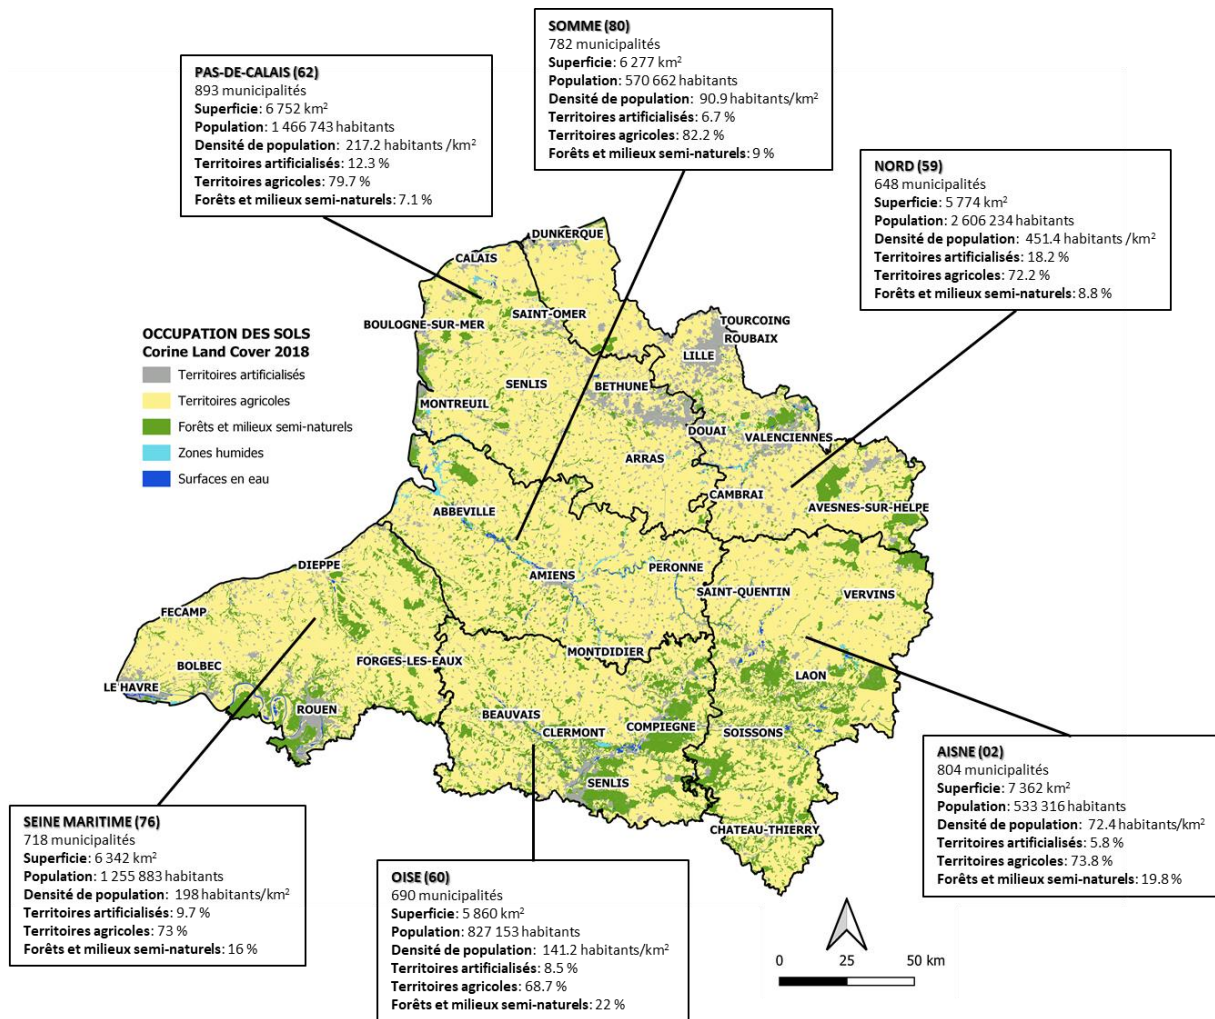 SOMME (80)
782 municipalités
Superficie: 6 277 km²
Population: 570 662 habitants
Densité de population: 90.9 habitants/km²
Territoires artificialisés: 6.7 %
Territoires agricoles: 82.2 %
Forêts et milieux semi-naturels: 9 %
PAS-DE-CALAIS (62)
893 municipalités
Superficie: 6 752 km²
Population: 1 466 743 habitants
Densité de population: 217.2 habitants /km²
Territoires artificialisés: 12.3 %
Territoires agricoles: 79.7 %
Forêts et milieux semi-naturels: 7.1 %
NORD (59)
648 municipalités
Superficie: 5 774 km²
Population: 2 606 234 habitants
Densité de population: 451.4 habitants /km²
Territoires artificialisés: 18.2 %
Territoires agricoles: 72.2 %
Forêts et milieux semi-naturels: 8.8 %
OCCUPATION DES SOLS
Corine Land Cover 2018
Territoires artificialisés
Territoires agricoles
Forêts et milieux semi-naturels
Zones humides
Surfaces en eau
DUNKERQUE
CALAIS
SAINT-OMER
BOULOGNE-SUR-MER
TOURCOING
ROUBAIX
LILLE
SENLIS
BETHUNE
MONTREUIL
DOUAI
VALENCIENNES
ARRAS
CAMBRAI
AVESNES-SUR-HELPE
ABBEVILLE
DIEPPE
AMIENS
PERONNE
SAINT-QUENTIN
VERVINS
FECAMP
BOLBEC
FORGES-LES-EAUX
MONTDIDIER
LAON
LE HAVRE
ROUEN
BEAUVAIS
CLERMONT
COMPIEGNE
SOISSONS
SENLIS
CHATEAU-THIERRY
AISNE (02)
804 municipalités
Superficie: 7 362 km²
Population: 533 316 habitants
Densité de population: 72.4 habitants/km²
Territoires artificialisés: 5.8 %
Territoires agricoles: 73.8 %
Forêts et milieux semi-naturels: 19.8 %
SEINE MARITIME (76)
718 municipalités
Superficie: 6 342 km²
Population: 1 255 883 habitants
Densité de population: 198 habitants/km²
Territoires artificialisés: 9.7 %
Territoires agricoles: 73 %
Forêts et milieux semi-naturels: 16 %
OISE (60)
690 municipalités
Superficie: 5 860 km²
Population: 827 153 habitants
Densité de population: 141.2 habitants/km²
Territoires artificialisés: 8.5 %
Territoires agricoles: 68.7 %
Forêts et milieux semi-naturels: 22 %
0 25 50 km